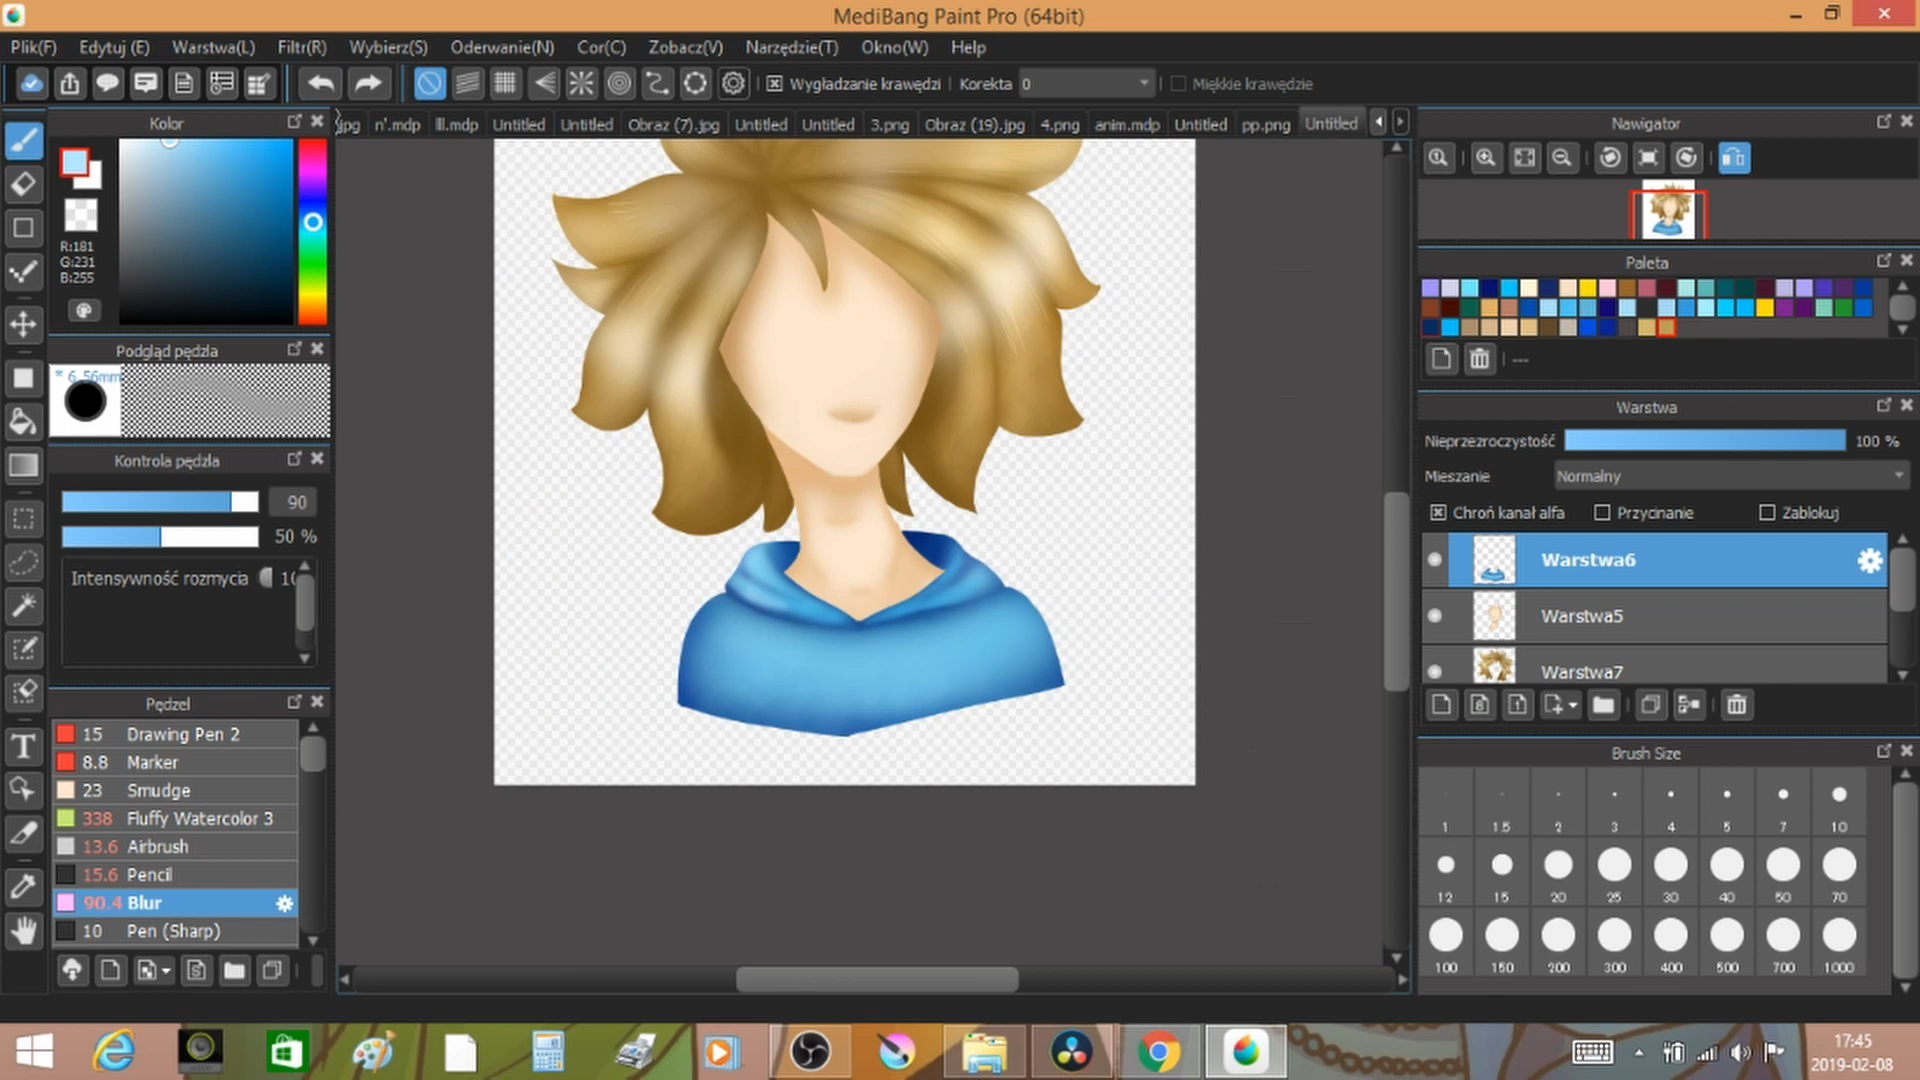 MediBang Paint Pro (64bit)
Plik(F) Edytuj (E) Warstwa(L) Filtr(R) Wybierz(S) Oderwanie(N) Cor(C) Zobacz(V) Narzędzie(T) Okno(W) Help
Wygładzanie krawędzi Korekta 0 Miękkie krawędzie
Kolor
jpg n'.mdp lll.mdp Untitled Untitled Obraz (7).jpg Untitled Untitled 3.png Obraz (19).jpg 4.png anim.mdp Untitled pp.png Untitled
R:181
G:231
B:255
Podgląd pędzla
* 6.56mm
Kontrola pędzla
90
50 %
Intensywność rozmycia
Pędzel
15 Drawing Pen 2
8.8 Marker
23 Smudge
338 Fluffy Watercolor 3
13.6 Airbrush
15.6 Pencil
90.4 Blur
10 Pen (Sharp)
Nawigator
Paleta
---
Warstwa
Nieprzezroczystość 100 %
Mieszanie Normalny
Chroń kanał alfa Przycinanie Zablokuj
Warstwa6
Warstwa5
Warstwa7
Brush Size
1 1.5 2 3 4 5 7 10
12 15 20 25 30 40 50 70
100 150 200 300 400 500 700 1000
17:45
2019-02-08